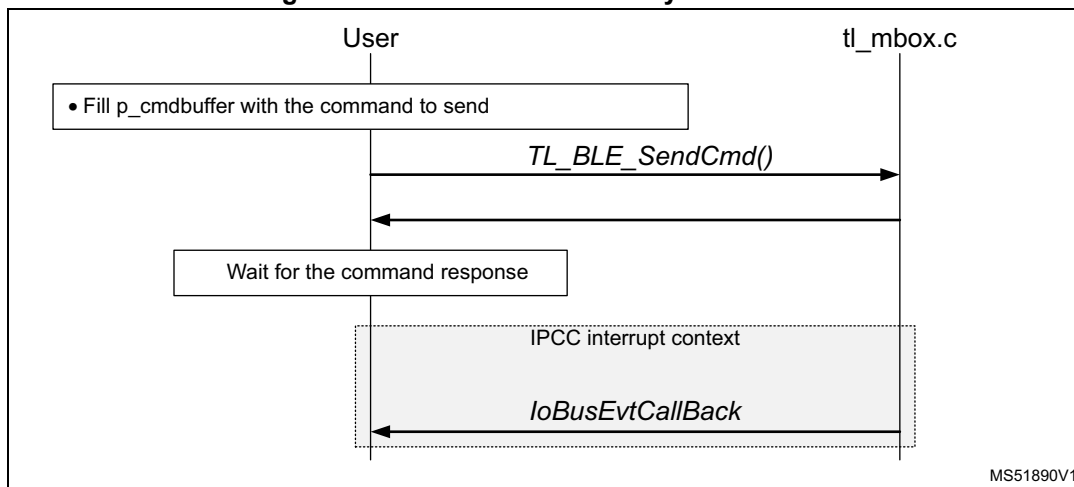 User tl_mbox.c
• Fill p_cmdbuffer with the command to send
TL_BLE_SendCmd()
Wait for the command response
IPCC interrupt context
IoBusEvtCallBack
MS51890V1